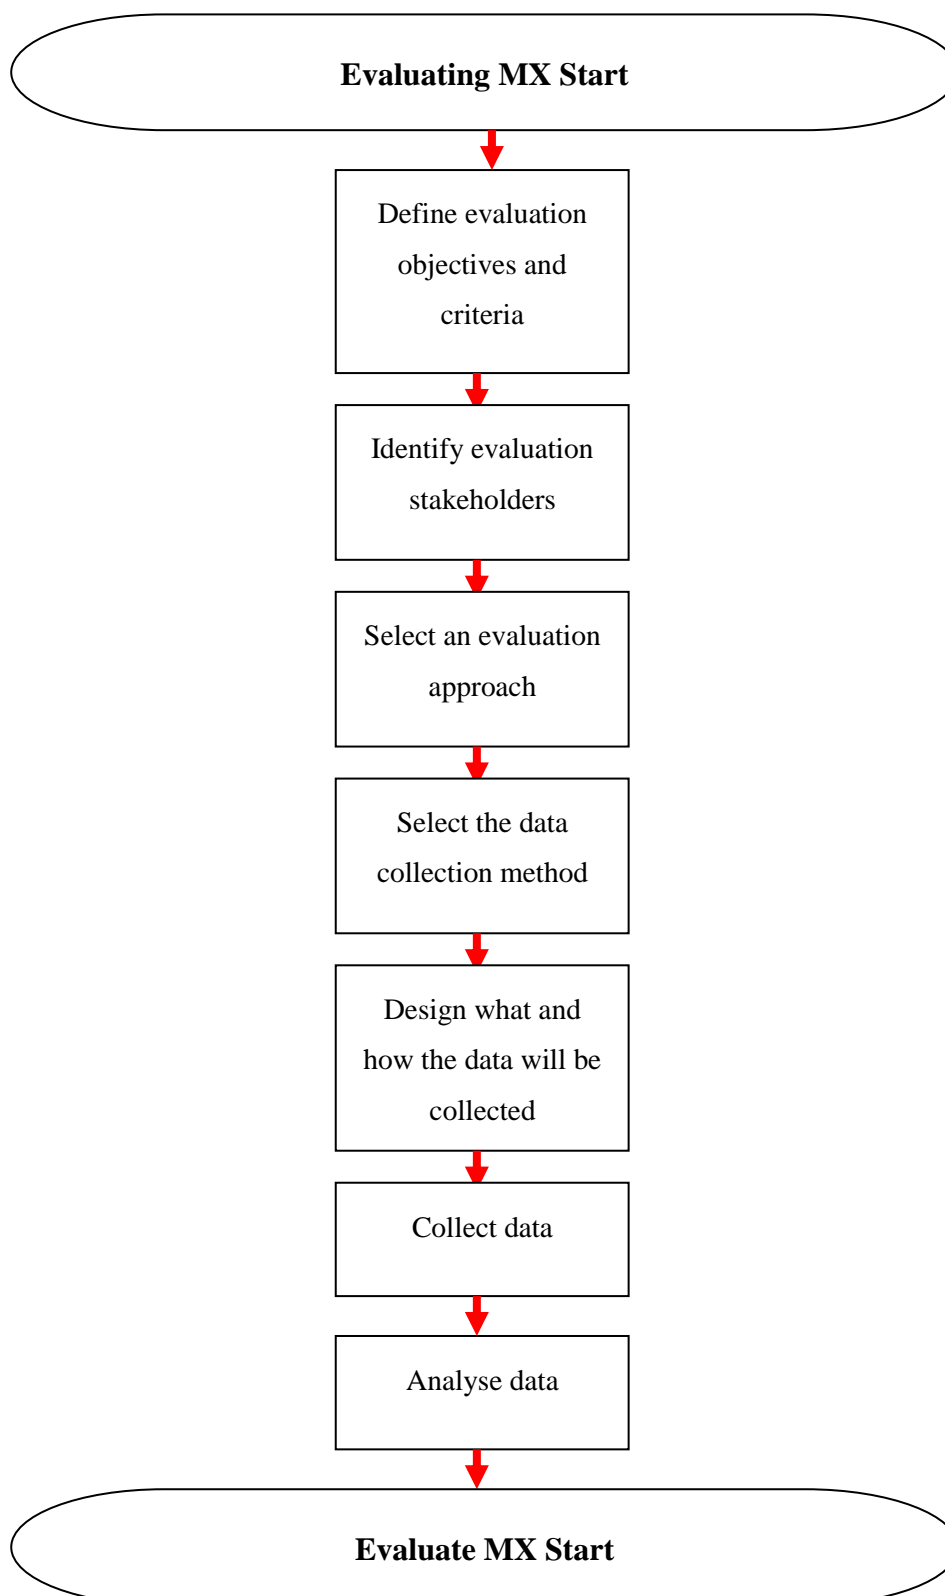 Evaluating MX Start
Define evaluation
objectives and
criteria
Identify evaluation
stakeholders
Select an evaluation
approach
Select the data
collection method
Design what and
how the data will be
collected
Collect data
Analyse data
Evaluate MX Start